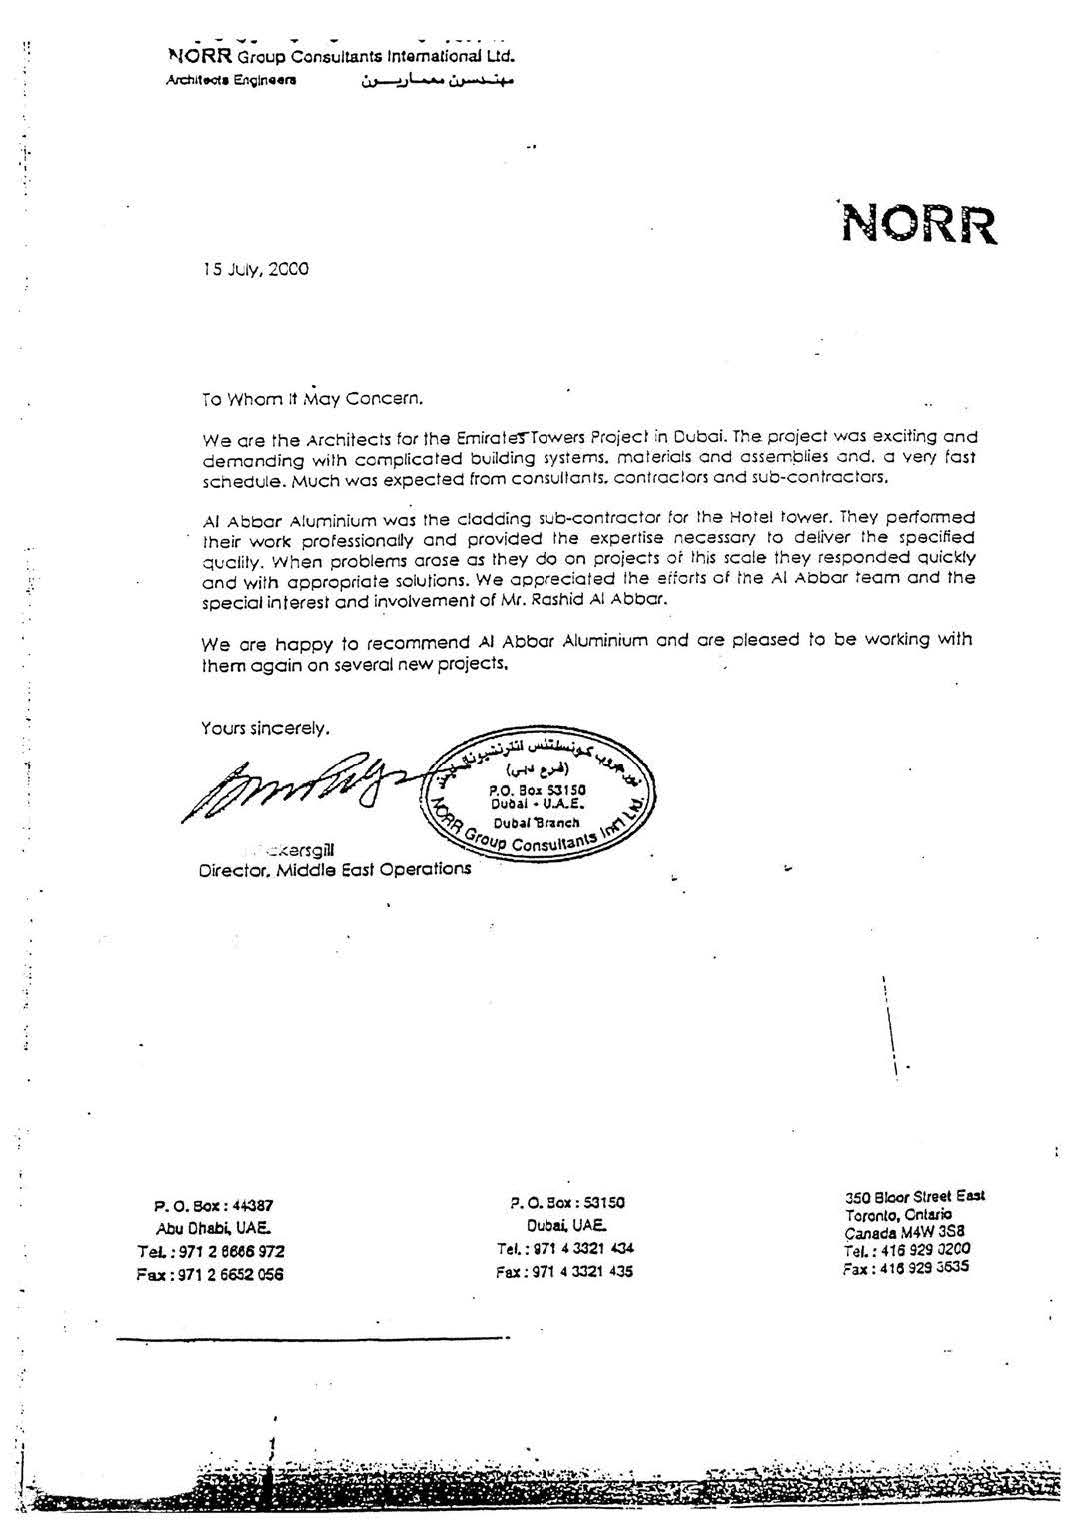 NORR Group Consultants International Ltd.
Architects Engineers مهندسون معماريون
NORR
15 July, 2000
To Whom It May Concern.
We are the Architects for the Emirates Towers Project in Dubai. The project was exciting and
demanding with complicated building systems, materials and assemblies and, a very fast
schedule. Much was expected from consultants, contractors and sub-contractors.
Al Abbar Aluminium was the cladding sub-contractor for the Hotel tower. They performed
their work professionally and provided the expertise necessary to deliver the specified
quality. When problems arose as they do on projects of this scale they responded quickly
and with appropriate solutions. We appreciated the efforts of the Al Abbar team and the
special interest and involvement of Mr. Rashid Al Abbar.
We are happy to recommend Al Abbar Aluminium and are pleased to be working with
them again on several new projects.
Yours sincerely,
نور جروب كونسلتنس انترنشيونال ليمتد
(فرع دبي)
P.O. Box 53150
Dubai - U.A.E.
Dubai Branch
NORR Group Consultants Int'l Ltd.
Director, Middle East Operations
P. O. Box : 44387
Abu Dhabi, UAE.
Tel. : 971 2 6666 972
Fax : 971 2 6652 056
P. O. Box : 53150
Dubai, UAE.
Tel. : 971 4 3321 434
Fax : 971 4 3321 435
350 Bloor Street East
Toronto, Ontario
Canada M4W 3S8
Tel. : 416 929 0200
Fax : 416 929 3635